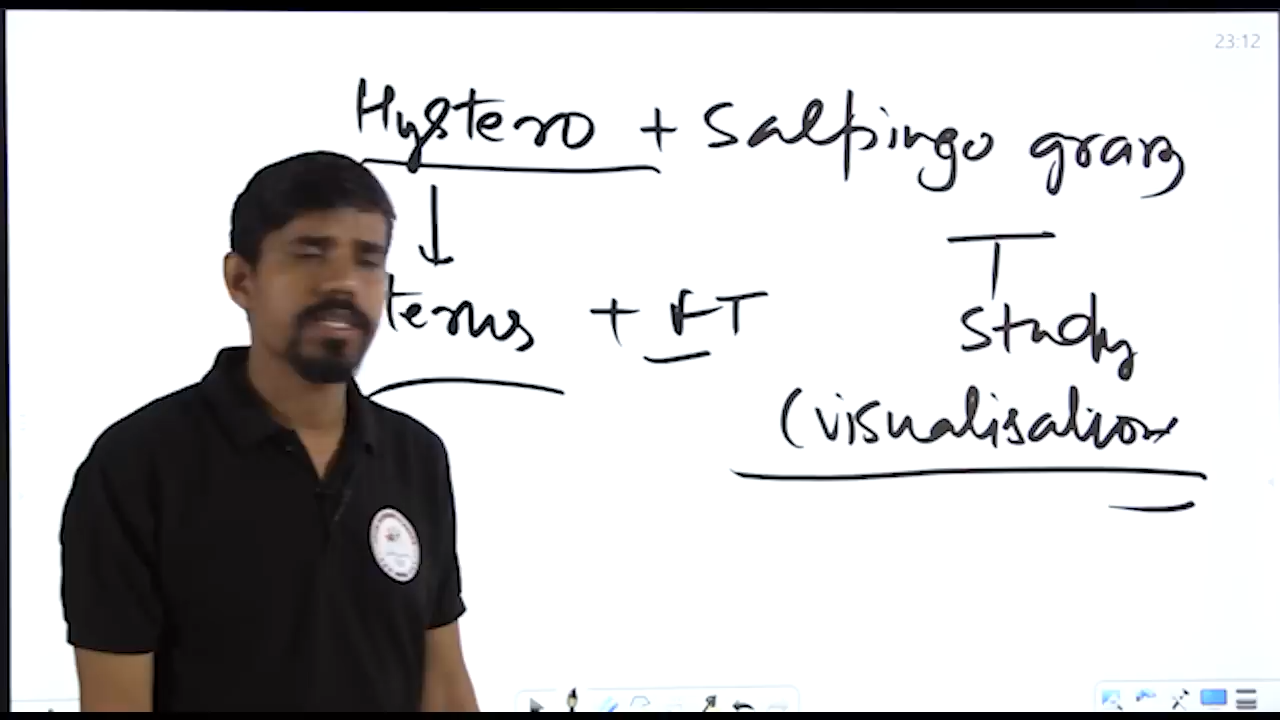 23:12
Hystero + Salpingo gram
terus + FT
Study
(visualisation